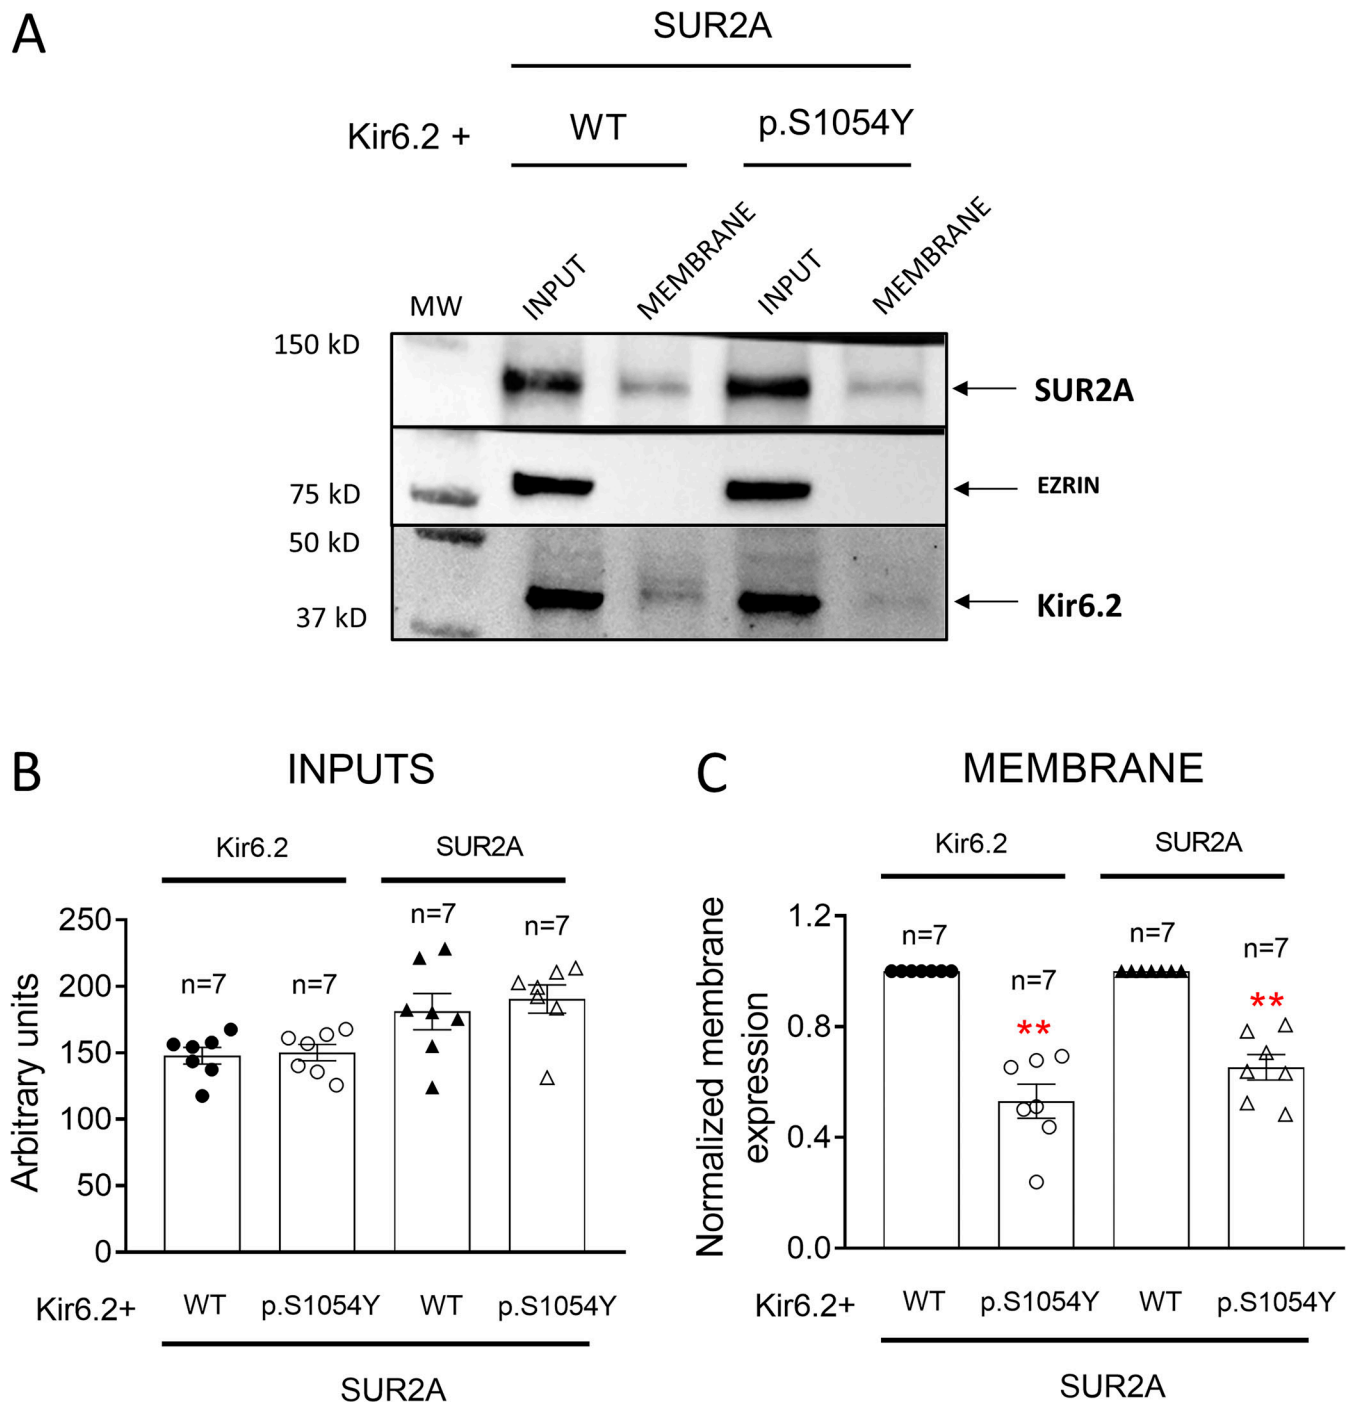 A
SUR2A
Kir6.2 +
WT
p.S1054Y
MW
INPUT
MEMBRANE
INPUT
MEMBRANE
150 kD
SUR2A
75 kD
EZRIN
50 kD
37 kD
Kir6.2
B
INPUTS
Kir6.2
SUR2A
Arbitrary units
250
200
150
100
50
0
n=7
n=7
n=7
n=7
Kir6.2+
WT
p.S1054Y
WT
p.S1054Y
SUR2A
C
MEMBRANE
Kir6.2
SUR2A
Normalized membrane
expression
1.2
0.8
0.4
0.0
n=7
n=7
**
n=7
n=7
**
Kir6.2+
WT
p.S1054Y
WT
p.S1054Y
SUR2A